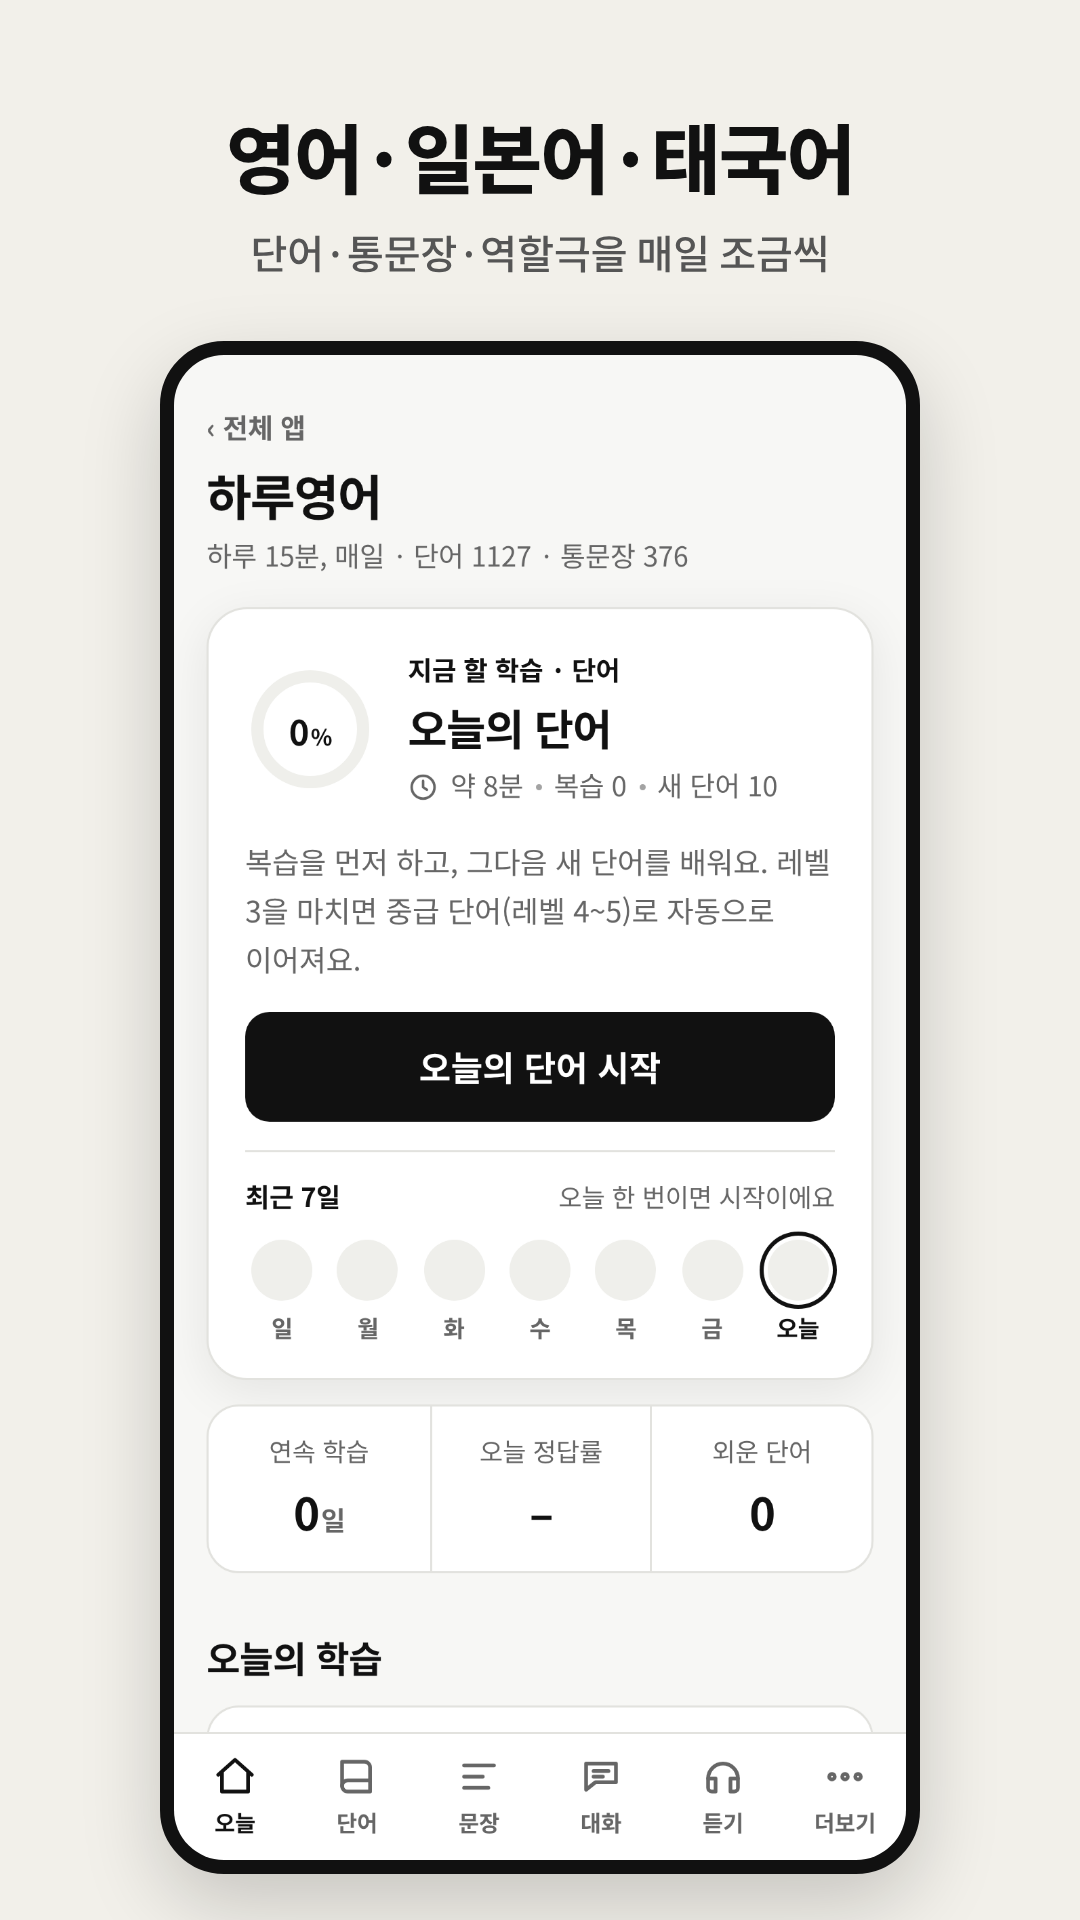 영어·일본어·태국어
단어·통문장·역할극을 매일 조금씩
‹ 전체 앱
하루영어
하루 15분, 매일 · 단어 1127 · 통문장 376
0%
지금 할 학습 · 단어
오늘의 단어
약 8분 • 복습 0 • 새 단어 10
복습을 먼저 하고, 그다음 새 단어를 배워요. 레벨
3을 마치면 중급 단어(레벨 4~5)로 자동으로
이어져요.
오늘의 단어 시작
최근 7일 오늘 한 번이면 시작이에요
일 월 화 수 목 금 오늘
연속 학습 오늘 정답률 외운 단어
0일 – 0
오늘의 학습
오늘 단어 문장 대화 듣기 더보기